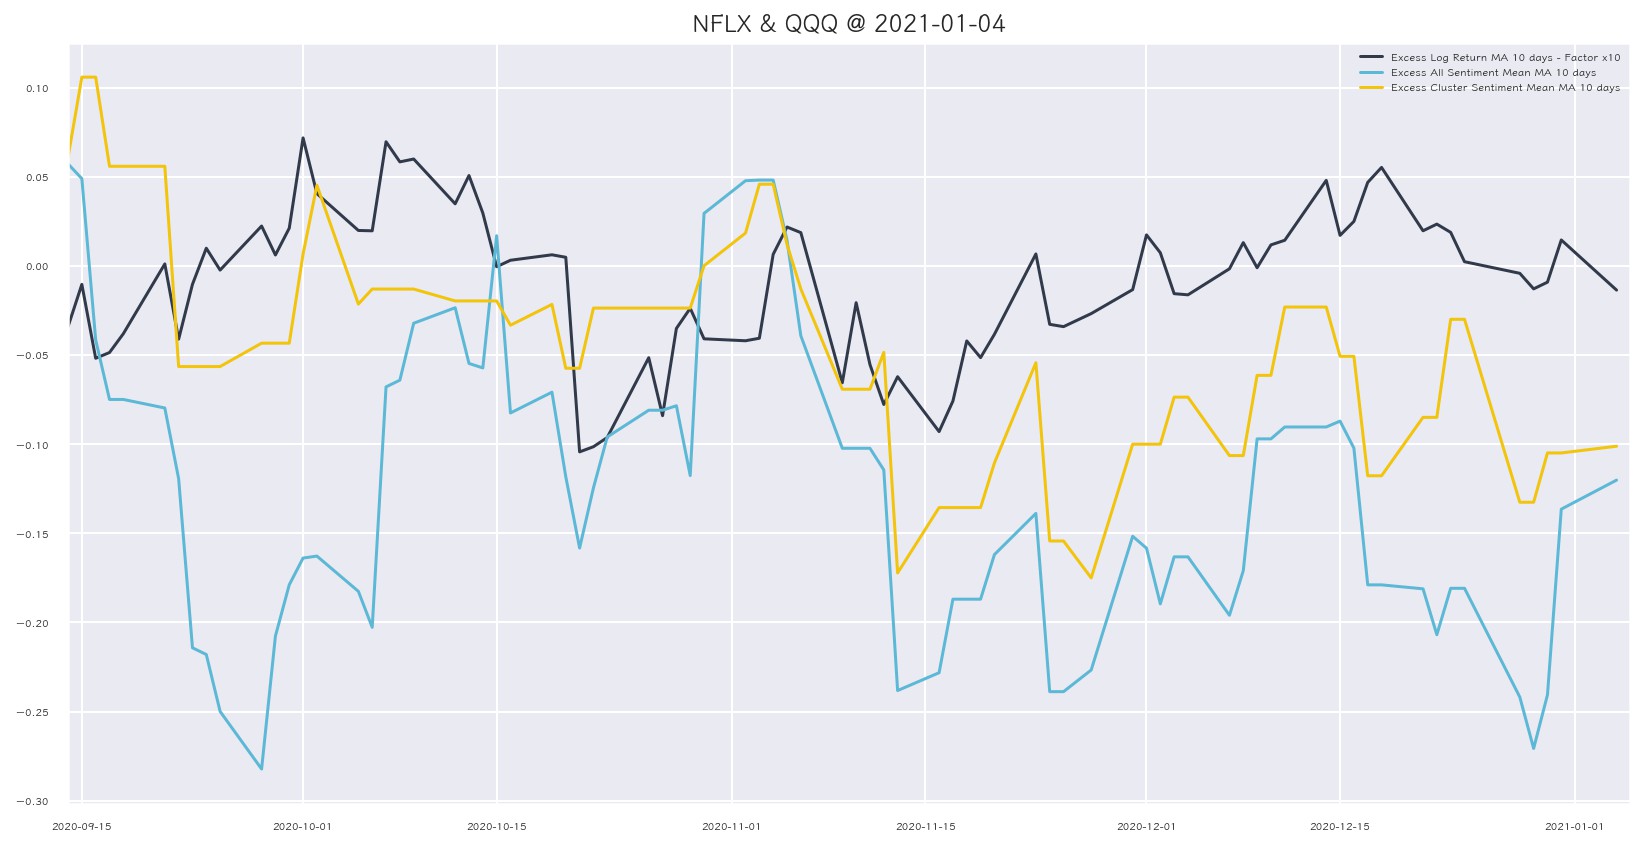 NFLX & QQQ @ 2021-01-04
Excess Log Return MA 10 days - Factor x10
Excess All Sentiment Mean MA 10 days
Excess Cluster Sentiment Mean MA 10 days
0.10
0.05
0.00
−0.05
−0.10
−0.15
−0.20
−0.25
−0.30
2020-09-15 2020-10-01 2020-10-15 2020-11-01 2020-11-15 2020-12-01 2020-12-15 2021-01-01